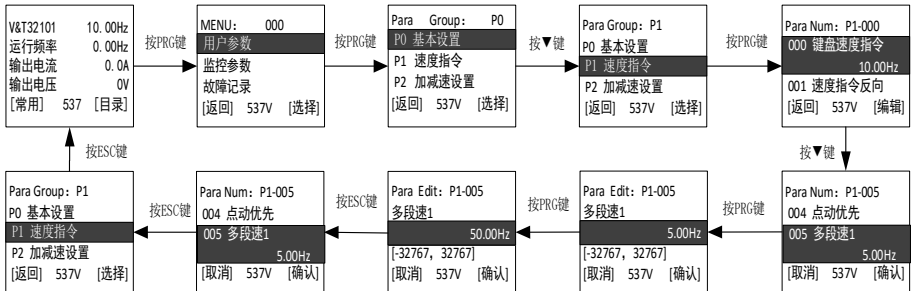 V&T32101 10.00Hz
运行频率 0.00Hz
输出电流 0.0A
输出电压 0V
[常用] 537 [目录]
按PRG键
MENU: 000
用户参数
监控参数
故障记录
[返回] 537V [选择]
按PRG键
Para Group: P0
P0 基本设置
P1 速度指令
P2 加减速设置
[返回] 537V [选择]
按▼键
Para Group: P1
P0 基本设置
P1 速度指令
P2 加减速设置
[返回] 537V [选择]
按PRG键
Para Num: P1-000
000 键盘速度指令
10.00Hz
001 速度指令反向
[返回] 537V [编辑]
按▼键
Para Num: P1-005
004 点动优先
005 多段速1
5.00Hz
[取消] 537V [确认]
按PRG键
Para Edit: P1-005
多段速1
5.00Hz
[-32767, 32767]
[取消] 537V [确认]
按PRG键
Para Edit: P1-005
多段速1
50.00Hz
[-32767, 32767]
[取消] 537V [确认]
按ESC键
Para Num: P1-005
004 点动优先
005 多段速1
5.00Hz
[取消] 537V [确认]
按ESC键
Para Group: P1
P0 基本设置
P1 速度指令
P2 加减速设置
[返回] 537V [选择]
按ESC键